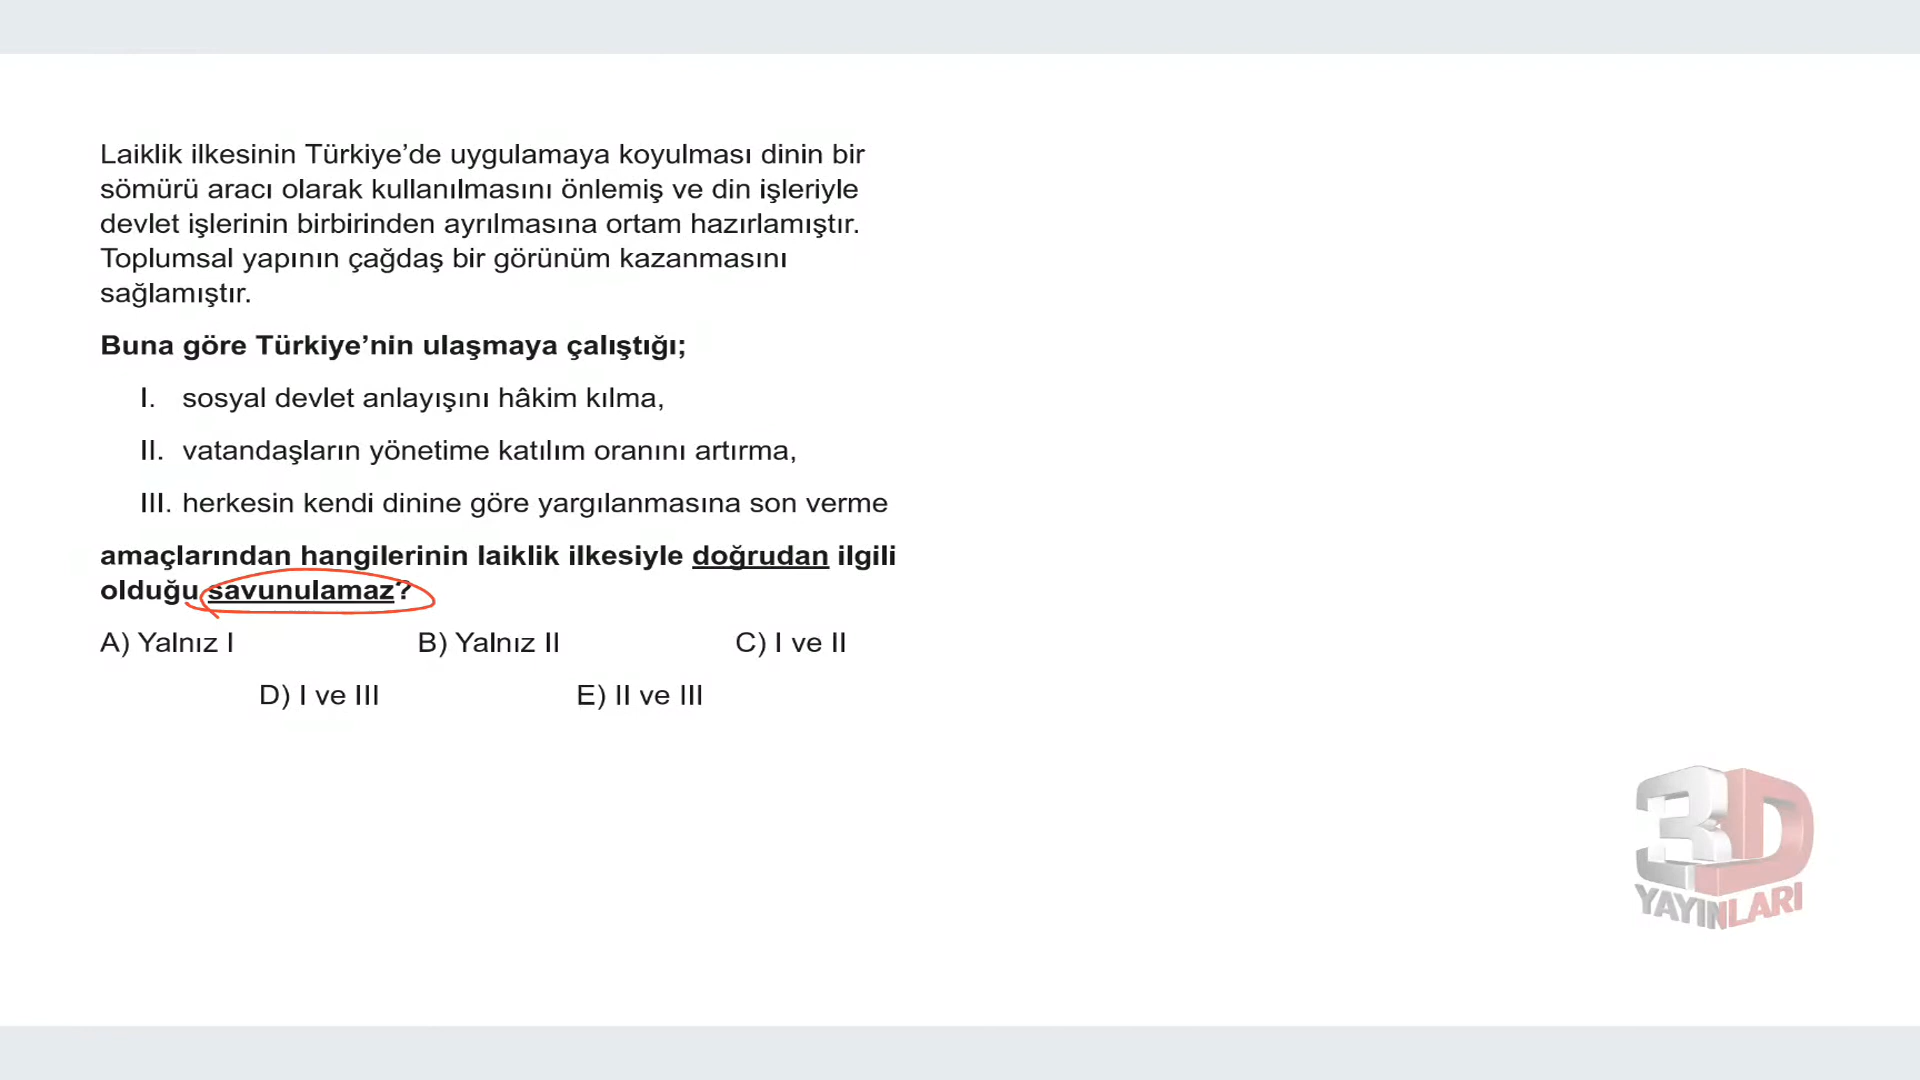 Laiklik ilkesinin Türkiye’de uygulamaya koyulması dinin bir
sömürü aracı olarak kullanılmasını önlemiş ve din işleriyle
devlet işlerinin birbirinden ayrılmasına ortam hazırlamıştır.
Toplumsal yapının çağdaş bir görünüm kazanmasını
sağlamıştır.
Buna göre Türkiye’nin ulaşmaya çalıştığı;
I. sosyal devlet anlayışını hâkim kılma,
II. vatandaşların yönetime katılım oranını artırma,
III. herkesin kendi dinine göre yargılanmasına son verme
amaçlarından hangilerinin laiklik ilkesiyle doğrudan ilgili
olduğu savunulamaz?
A) Yalnız I B) Yalnız II C) I ve II
D) I ve III E) II ve III
3D
YAYINLARI